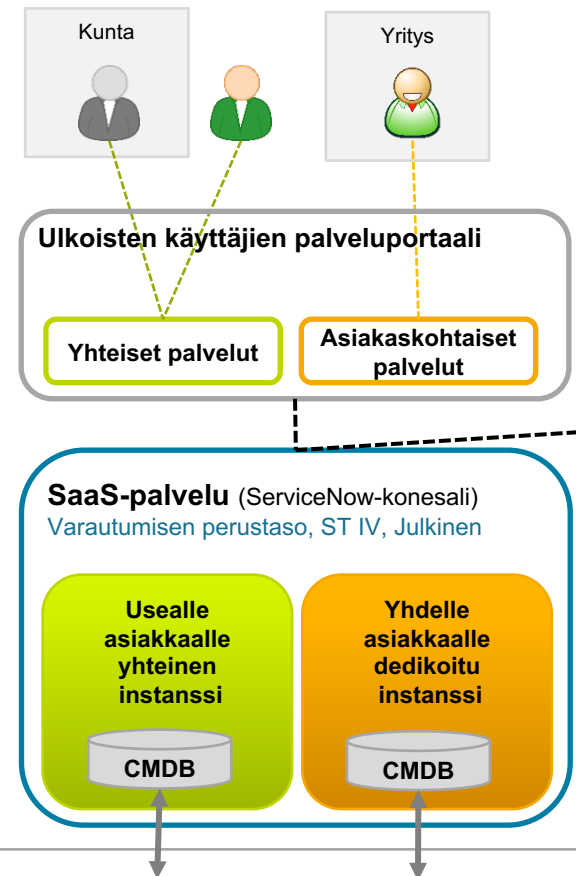 Kunta
Yritys
Ulkoisten käyttäjien palveluportaali
Yhteiset palvelut
Asiakaskohtaiset
palvelut
SaaS-palvelu (ServiceNow-konesali)
Varautumisen perustaso, ST IV, Julkinen
Usealle
asiakkaalle
yhteinen
instanssi
CMDB
Yhdelle
asiakkaalle
dedikoitu
instanssi
CMDB